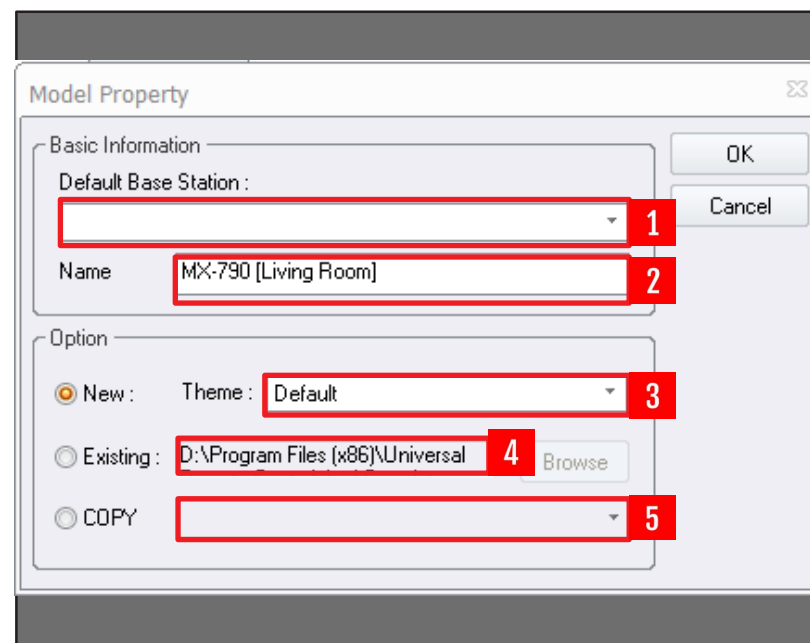 Model Property
Basic Information
OK
Default Base Station :
Cancel
1
Name MX-790 [Living Room]
2
Option
New : Theme : Default
3
Existing : D:\Program Files (x86)\Universal
4
Browse
COPY
5